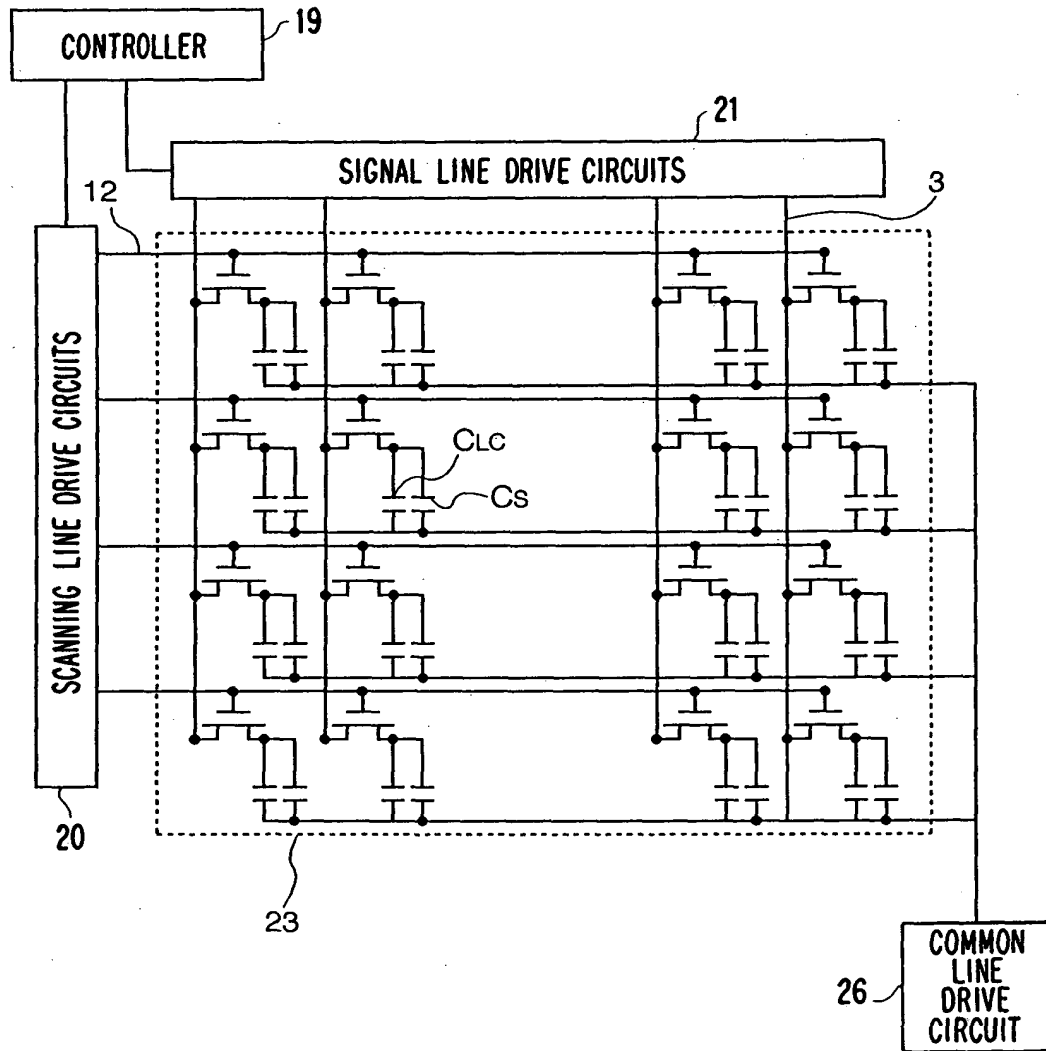 CONTROLLER
19
21
SIGNAL LINE DRIVE CIRCUITS
3
12
SCANNING LINE DRIVE CIRCUITS
CLC
CS
20
23
26
COMMON
LINE
DRIVE
CIRCUIT